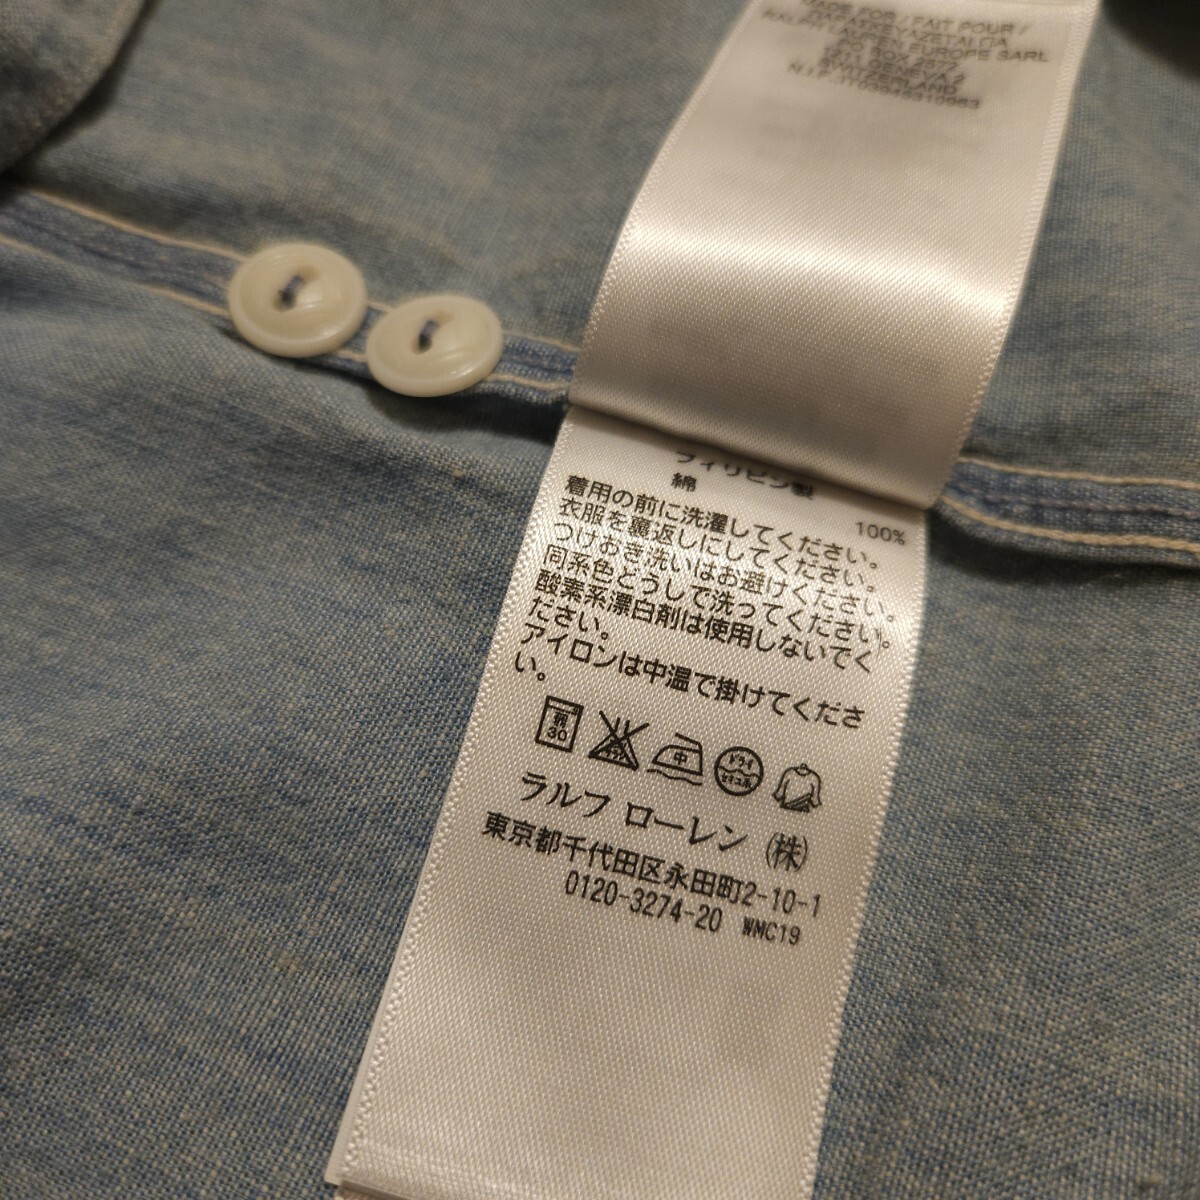 MADE FOR / FAIT POUR /
RALPH LAUREN EUROPE SARL
フィリピン製
綿 100%
着用の前に洗濯してください。
衣服を裏返しにしてください。
つけおき洗いはお避けください。
同系色どうしで洗ってください。
酸素系漂白剤は使用しないでく
ださい。
アイロンは中温で掛けてくださ
い。
30
中
ドライ
ラルフ ローレン (株)
東京都千代田区永田町2-10-1
0120-3274-20 WMC19